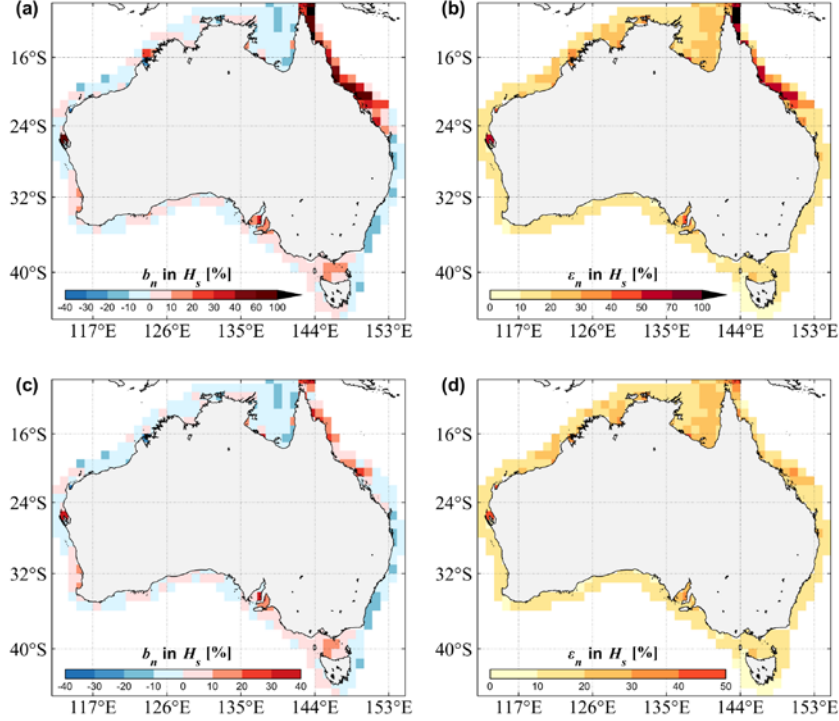 (a)
(b)
16°S
24°S
32°S
40°S
16°S
24°S
32°S
40°S
bn in Hs [%]
-40 -30 -20 -10 0 10 20 30 40 60 100
εn in Hs [%]
0 10 20 30 40 50 70 100
117°E 126°E 135°E 144°E 153°E
117°E 126°E 135°E 144°E 153°E
(c)
(d)
16°S
24°S
32°S
40°S
16°S
24°S
32°S
40°S
bn in Hs [%]
-40 -30 -20 -10 0 10 20 30 40
εn in Hs [%]
0 10 20 30 40 50
117°E 126°E 135°E 144°E 153°E
117°E 126°E 135°E 144°E 153°E